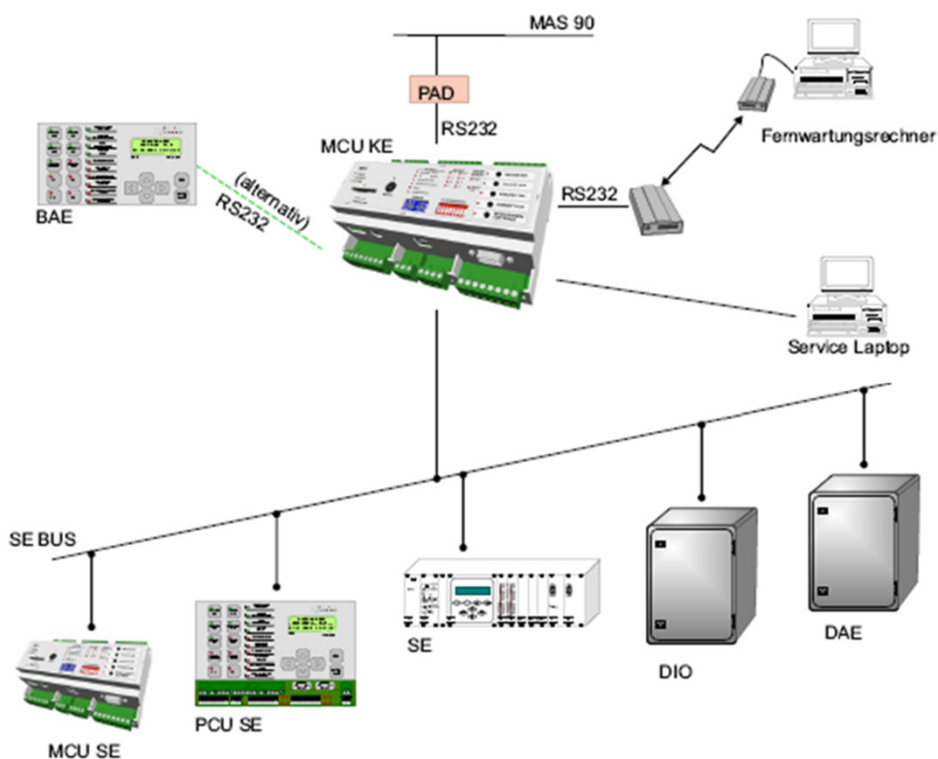 MAS 90
PAD
RS232
MCU KE
Fernwartungsrechner
BAE
(alternativ)
RS232
RS232
Service Laptop
SE BUS
MCU SE
PCU SE
SE
DIO
DAE